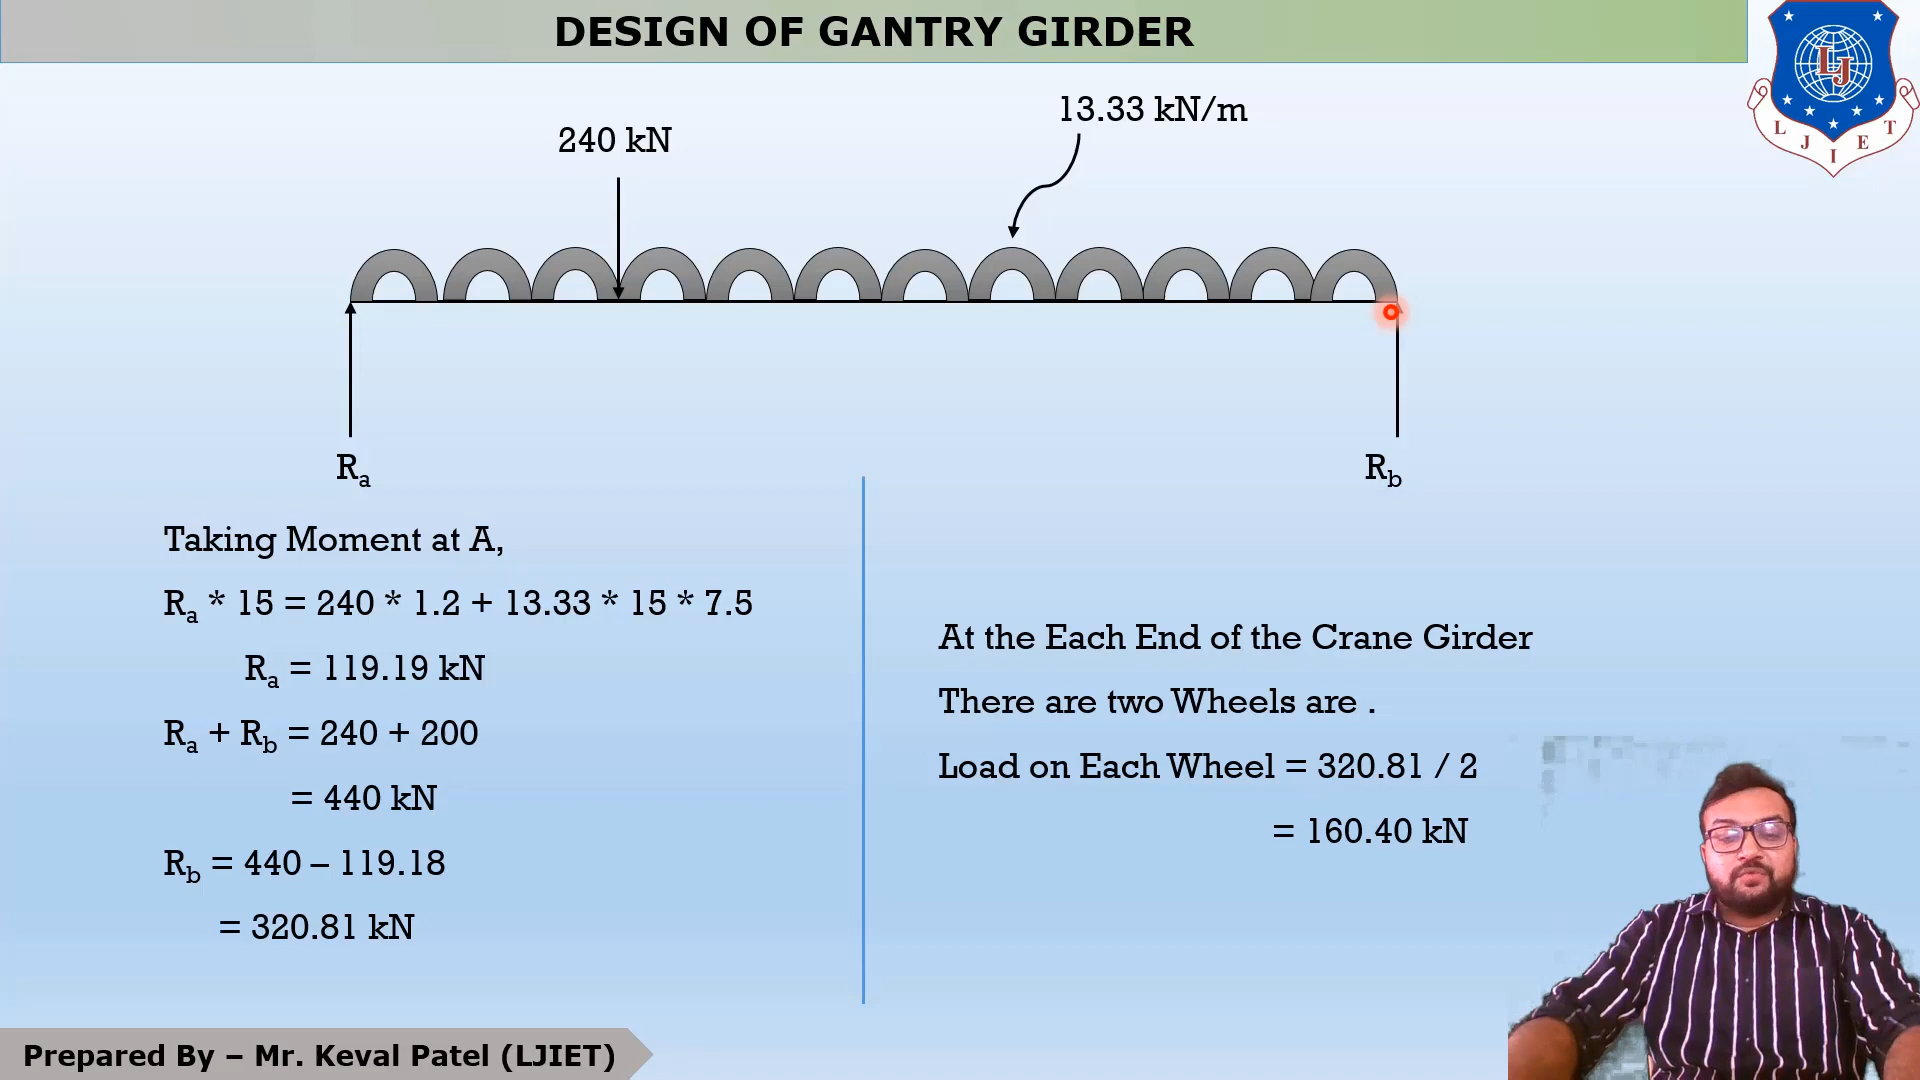 DESIGN OF GANTRY GIRDER
L J I E T
LJ
13.33 kN/m
240 kN
Ra
Rb
Taking Moment at A,
Ra * 15 = 240 * 1.2 + 13.33 * 15 * 7.5
Ra = 119.19 kN
Ra + Rb = 240 + 200
= 440 kN
Rb = 440 – 119.18
= 320.81 kN
At the Each End of the Crane Girder
There are two Wheels are .
Load on Each Wheel = 320.81 / 2
= 160.40 kN
Prepared By – Mr. Keval Patel (LJIET)